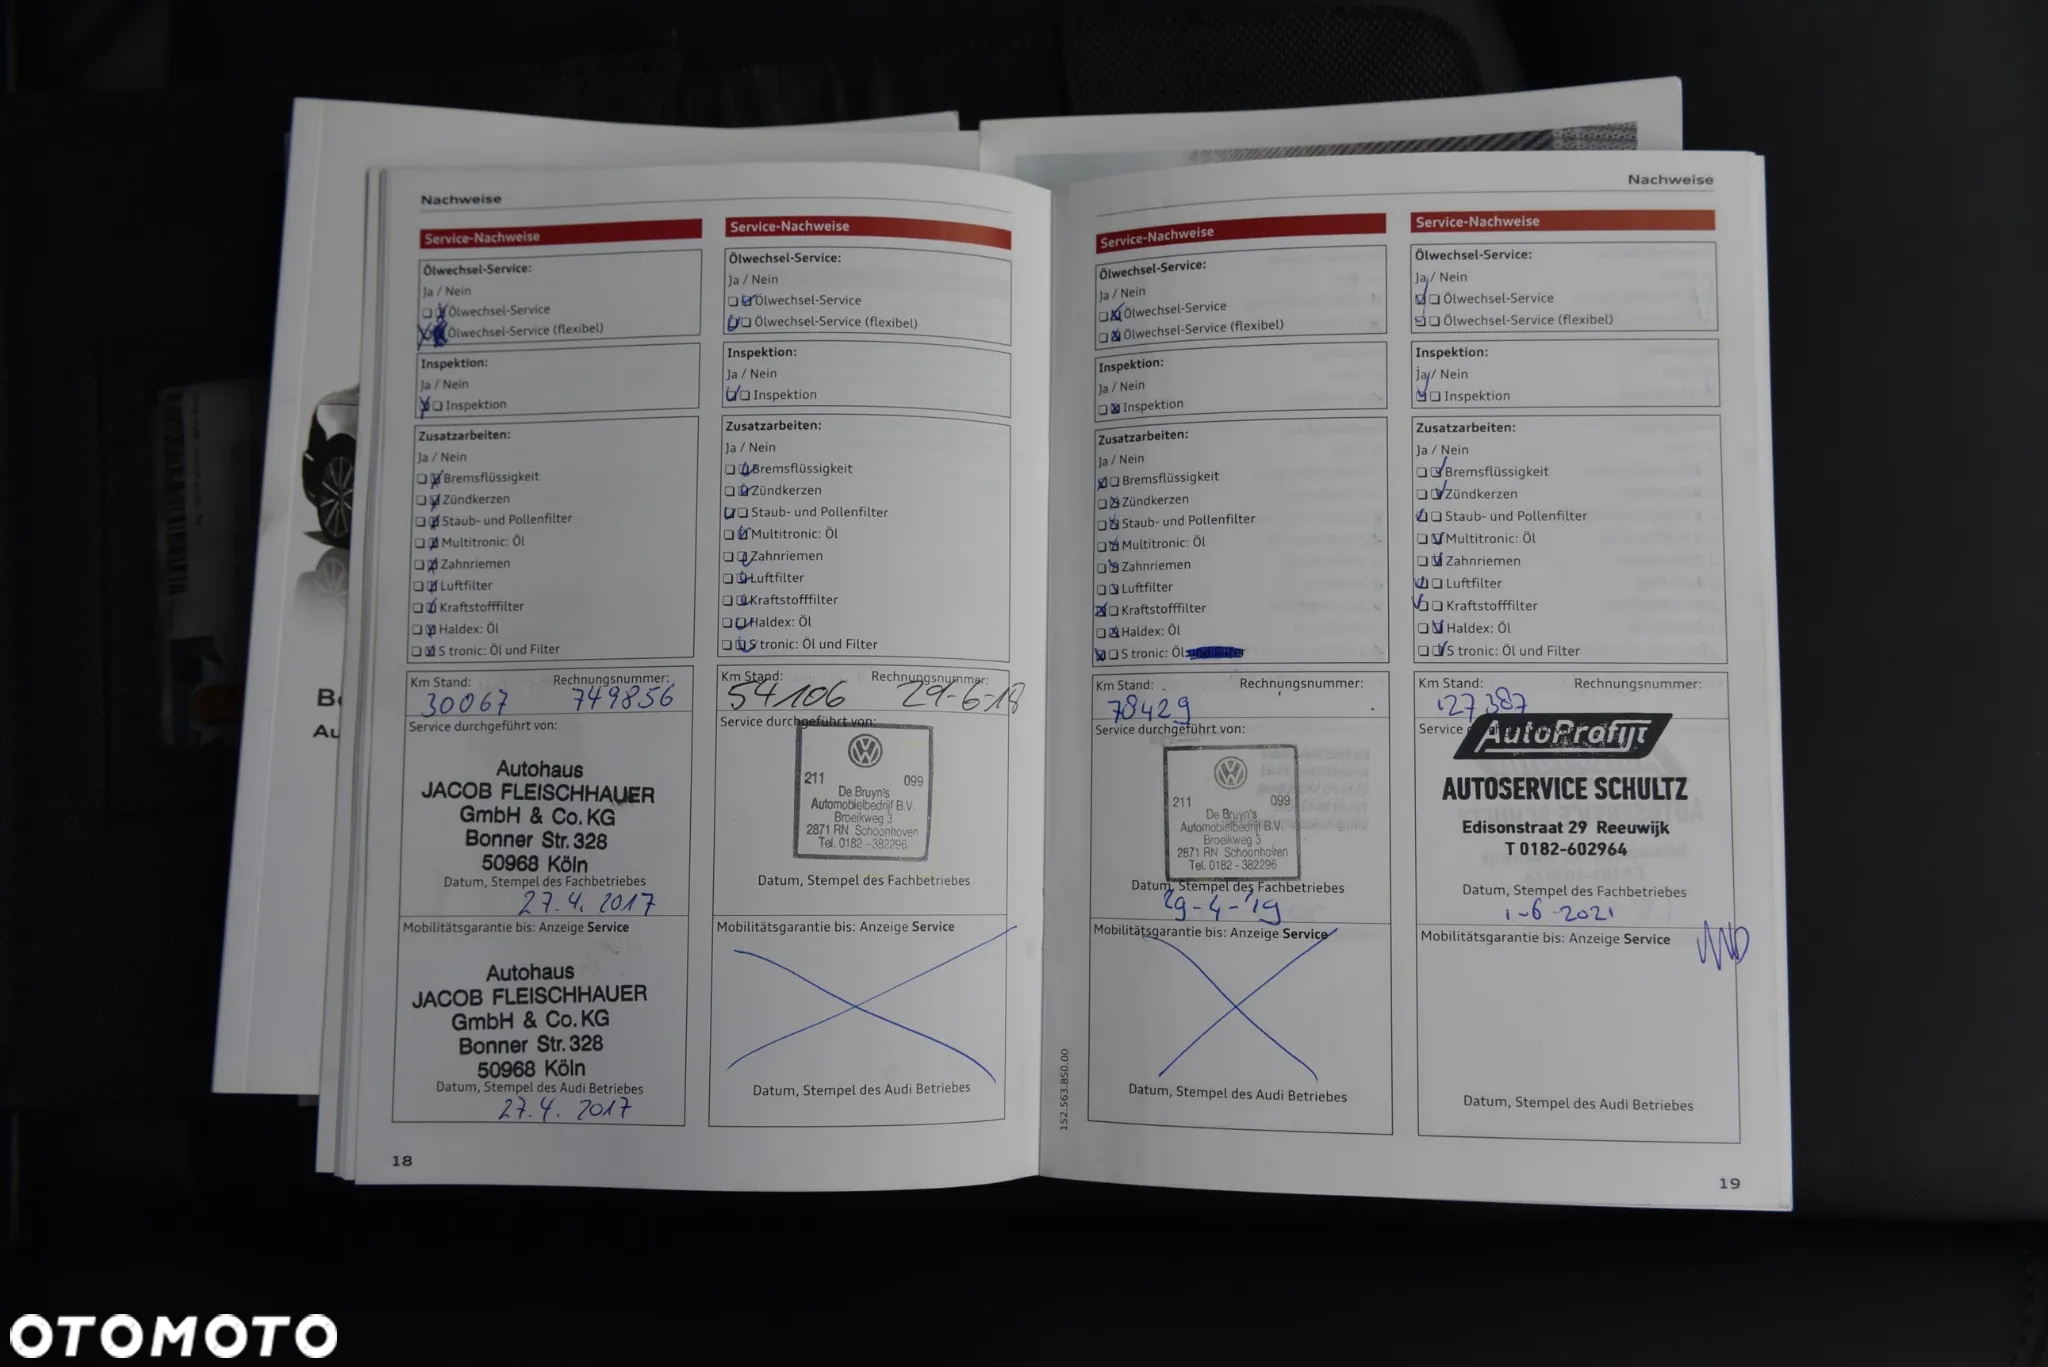 Nachweise
Service-Nachweise
Ölwechsel-Service:
Ja / Nein
Ölwechsel-Service
Ölwechsel-Service (flexibel)
Inspektion:
Ja / Nein
Inspektion
Zusatzarbeiten:
Ja / Nein
Bremsflüssigkeit
Zündkerzen
Staub- und Pollenfilter
Multitronic: Öl
Zahnriemen
Luftfilter
Kraftstofffilter
Haldex: Öl
S tronic: Öl und Filter
Km Stand: Rechnungsnummer:
30067 749856
Service durchgeführt von:
Autohaus
JACOB FLEISCHHAUER
GmbH & Co. KG
Bonner Str. 328
50968 Köln
Datum, Stempel des Fachbetriebes
27.4. 2017
Mobilitätsgarantie bis: Anzeige Service
Autohaus
JACOB FLEISCHHAUER
GmbH & Co. KG
Bonner Str. 328
50968 Köln
Datum, Stempel des Audi Betriebes
27.4. 2017
18
Service-Nachweise
Ölwechsel-Service:
Ja / Nein
Ölwechsel-Service
Ölwechsel-Service (flexibel)
Inspektion:
Ja / Nein
Inspektion
Zusatzarbeiten:
Ja / Nein
Bremsflüssigkeit
Zündkerzen
Staub- und Pollenfilter
Multitronic: Öl
Zahnriemen
Luftfilter
Kraftstofffilter
Haldex: Öl
S tronic: Öl und Filter
Km Stand: Rechnungsnummer:
54106 29-6-18
Service durchgeführt von:
211 099
De Bruyn's
Automobielbedrijf B.V.
Broeikweg 3
2871 RN Schoonhoven
Tel. 0182 - 382296
Datum, Stempel des Fachbetriebes
Mobilitätsgarantie bis: Anzeige Service
Datum, Stempel des Audi Betriebes
Nachweise
Service-Nachweise
Ölwechsel-Service:
Ja / Nein
Ölwechsel-Service
Ölwechsel-Service (flexibel)
Inspektion:
Ja / Nein
Inspektion
Zusatzarbeiten:
Ja / Nein
Bremsflüssigkeit
Zündkerzen
Staub- und Pollenfilter
Multitronic: Öl
Zahnriemen
Luftfilter
Kraftstofffilter
Haldex: Öl
S tronic: Öl
Km Stand: Rechnungsnummer:
78429
Service durchgeführt von:
211 099
De Bruyn's
Automobielbedrijf B.V.
Broeikweg 3
2871 RN Schoonhoven
Tel. 0182 - 382296
Datum, Stempel des Fachbetriebes
29-4-'19
Mobilitätsgarantie bis: Anzeige Service
Datum, Stempel des Audi Betriebes
152.563.850.00
Service-Nachweise
Ölwechsel-Service:
Ja / Nein
Ölwechsel-Service
Ölwechsel-Service (flexibel)
Inspektion:
Ja / Nein
Inspektion
Zusatzarbeiten:
Ja / Nein
Bremsflüssigkeit
Zündkerzen
Staub- und Pollenfilter
Multitronic: Öl
Zahnriemen
Luftfilter
Kraftstofffilter
Haldex: Öl
S tronic: Öl und Filter
Km Stand: Rechnungsnummer:
127387
Service
AutoProfijt
AUTOSERVICE SCHULTZ
Edisonstraat 29 Reeuwijk
T 0182-602964
Datum, Stempel des Fachbetriebes
1-6-2021
Mobilitätsgarantie bis: Anzeige Service
Datum, Stempel des Audi Betriebes
19
OTOMOTO